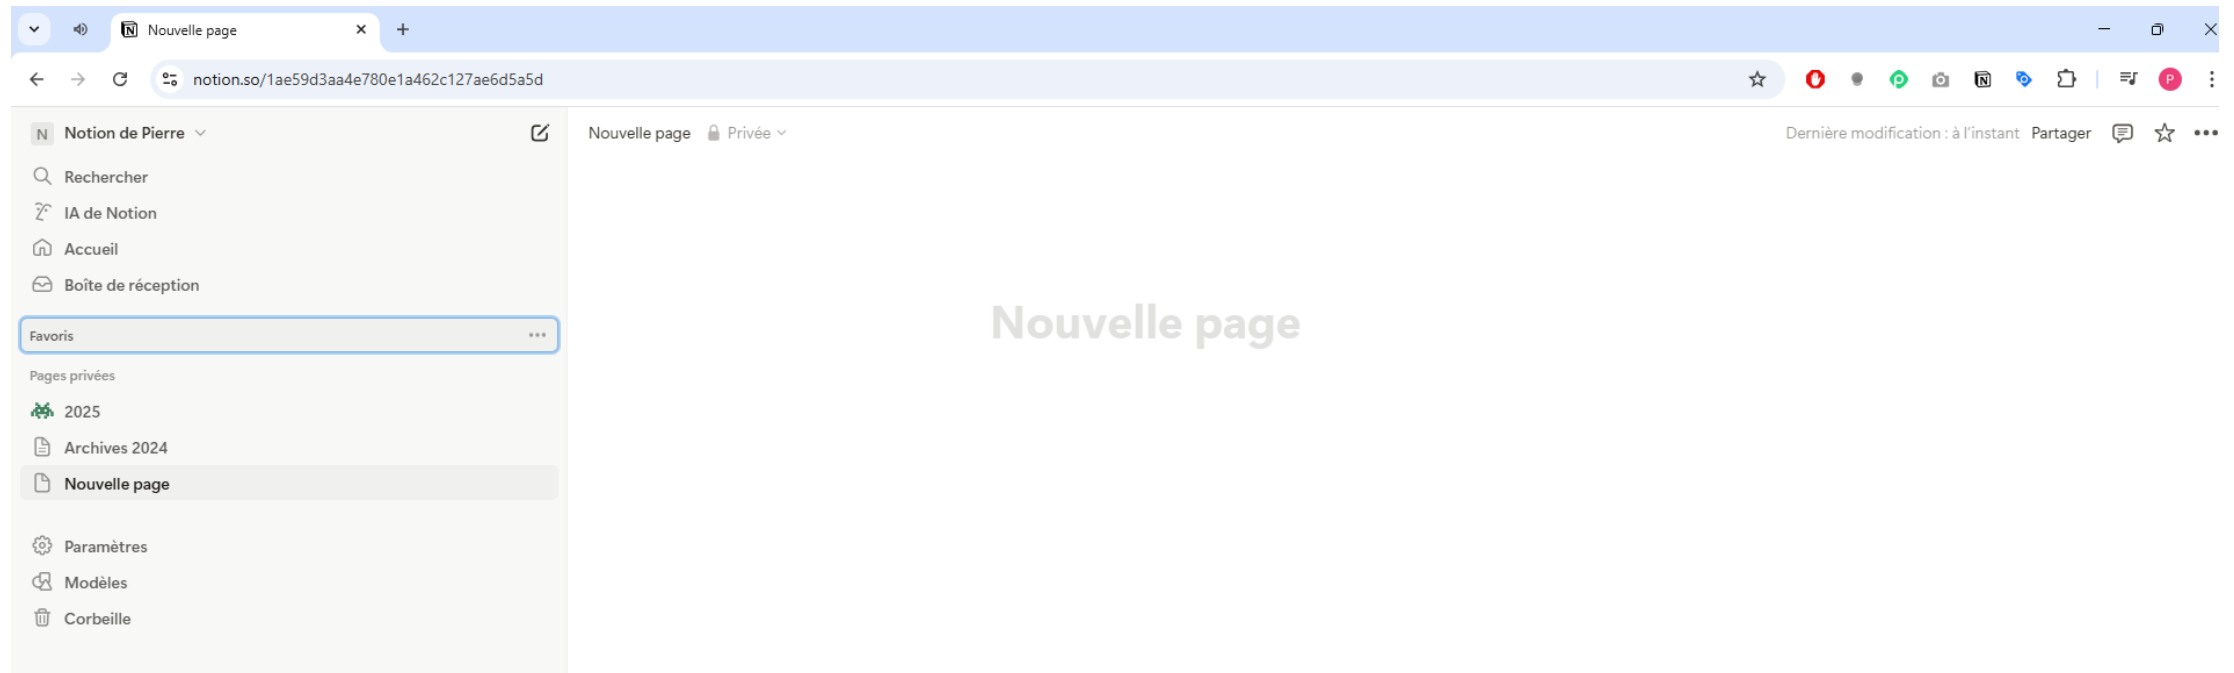 Nouvelle page
notion.so/1ae59d3aa4e780e1a462c127ae6d5a5d
P
N Notion de Pierre
Rechercher
IA de Notion
Accueil
Boîte de réception
Favoris
Pages privées
2025
Archives 2024
Nouvelle page
Paramètres
Modèles
Corbeille
Nouvelle page Privée
Dernière modification : à l'instant Partager
Nouvelle page